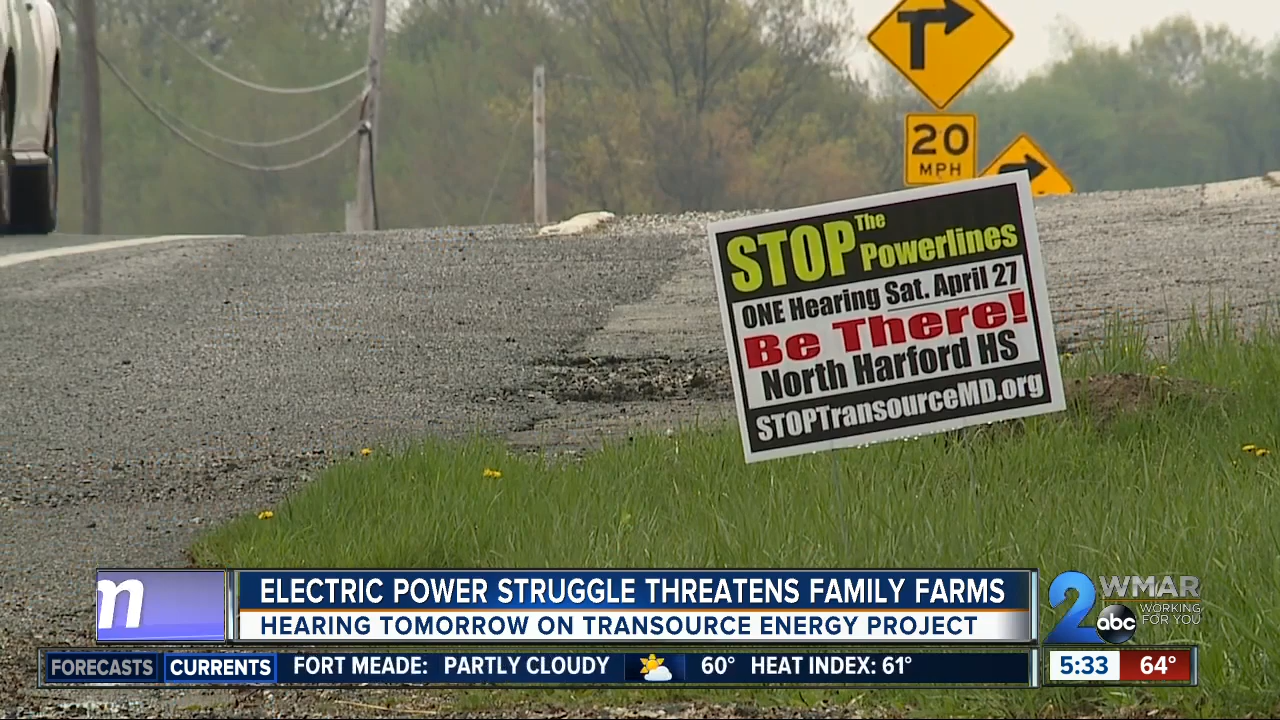 20
MPH
STOP The Powerlines
ONE Hearing Sat. April 27
Be There!
North Harford HS
STOPTransourceMD.org
n
ELECTRIC POWER STRUGGLE THREATENS FAMILY FARMS
HEARING TOMORROW ON TRANSOURCE ENERGY PROJECT
2 WMAR
abc WORKING
FOR YOU
FORECASTS CURRENTS FORT MEADE: PARTLY CLOUDY 60° HEAT INDEX: 61° 5:33 64°